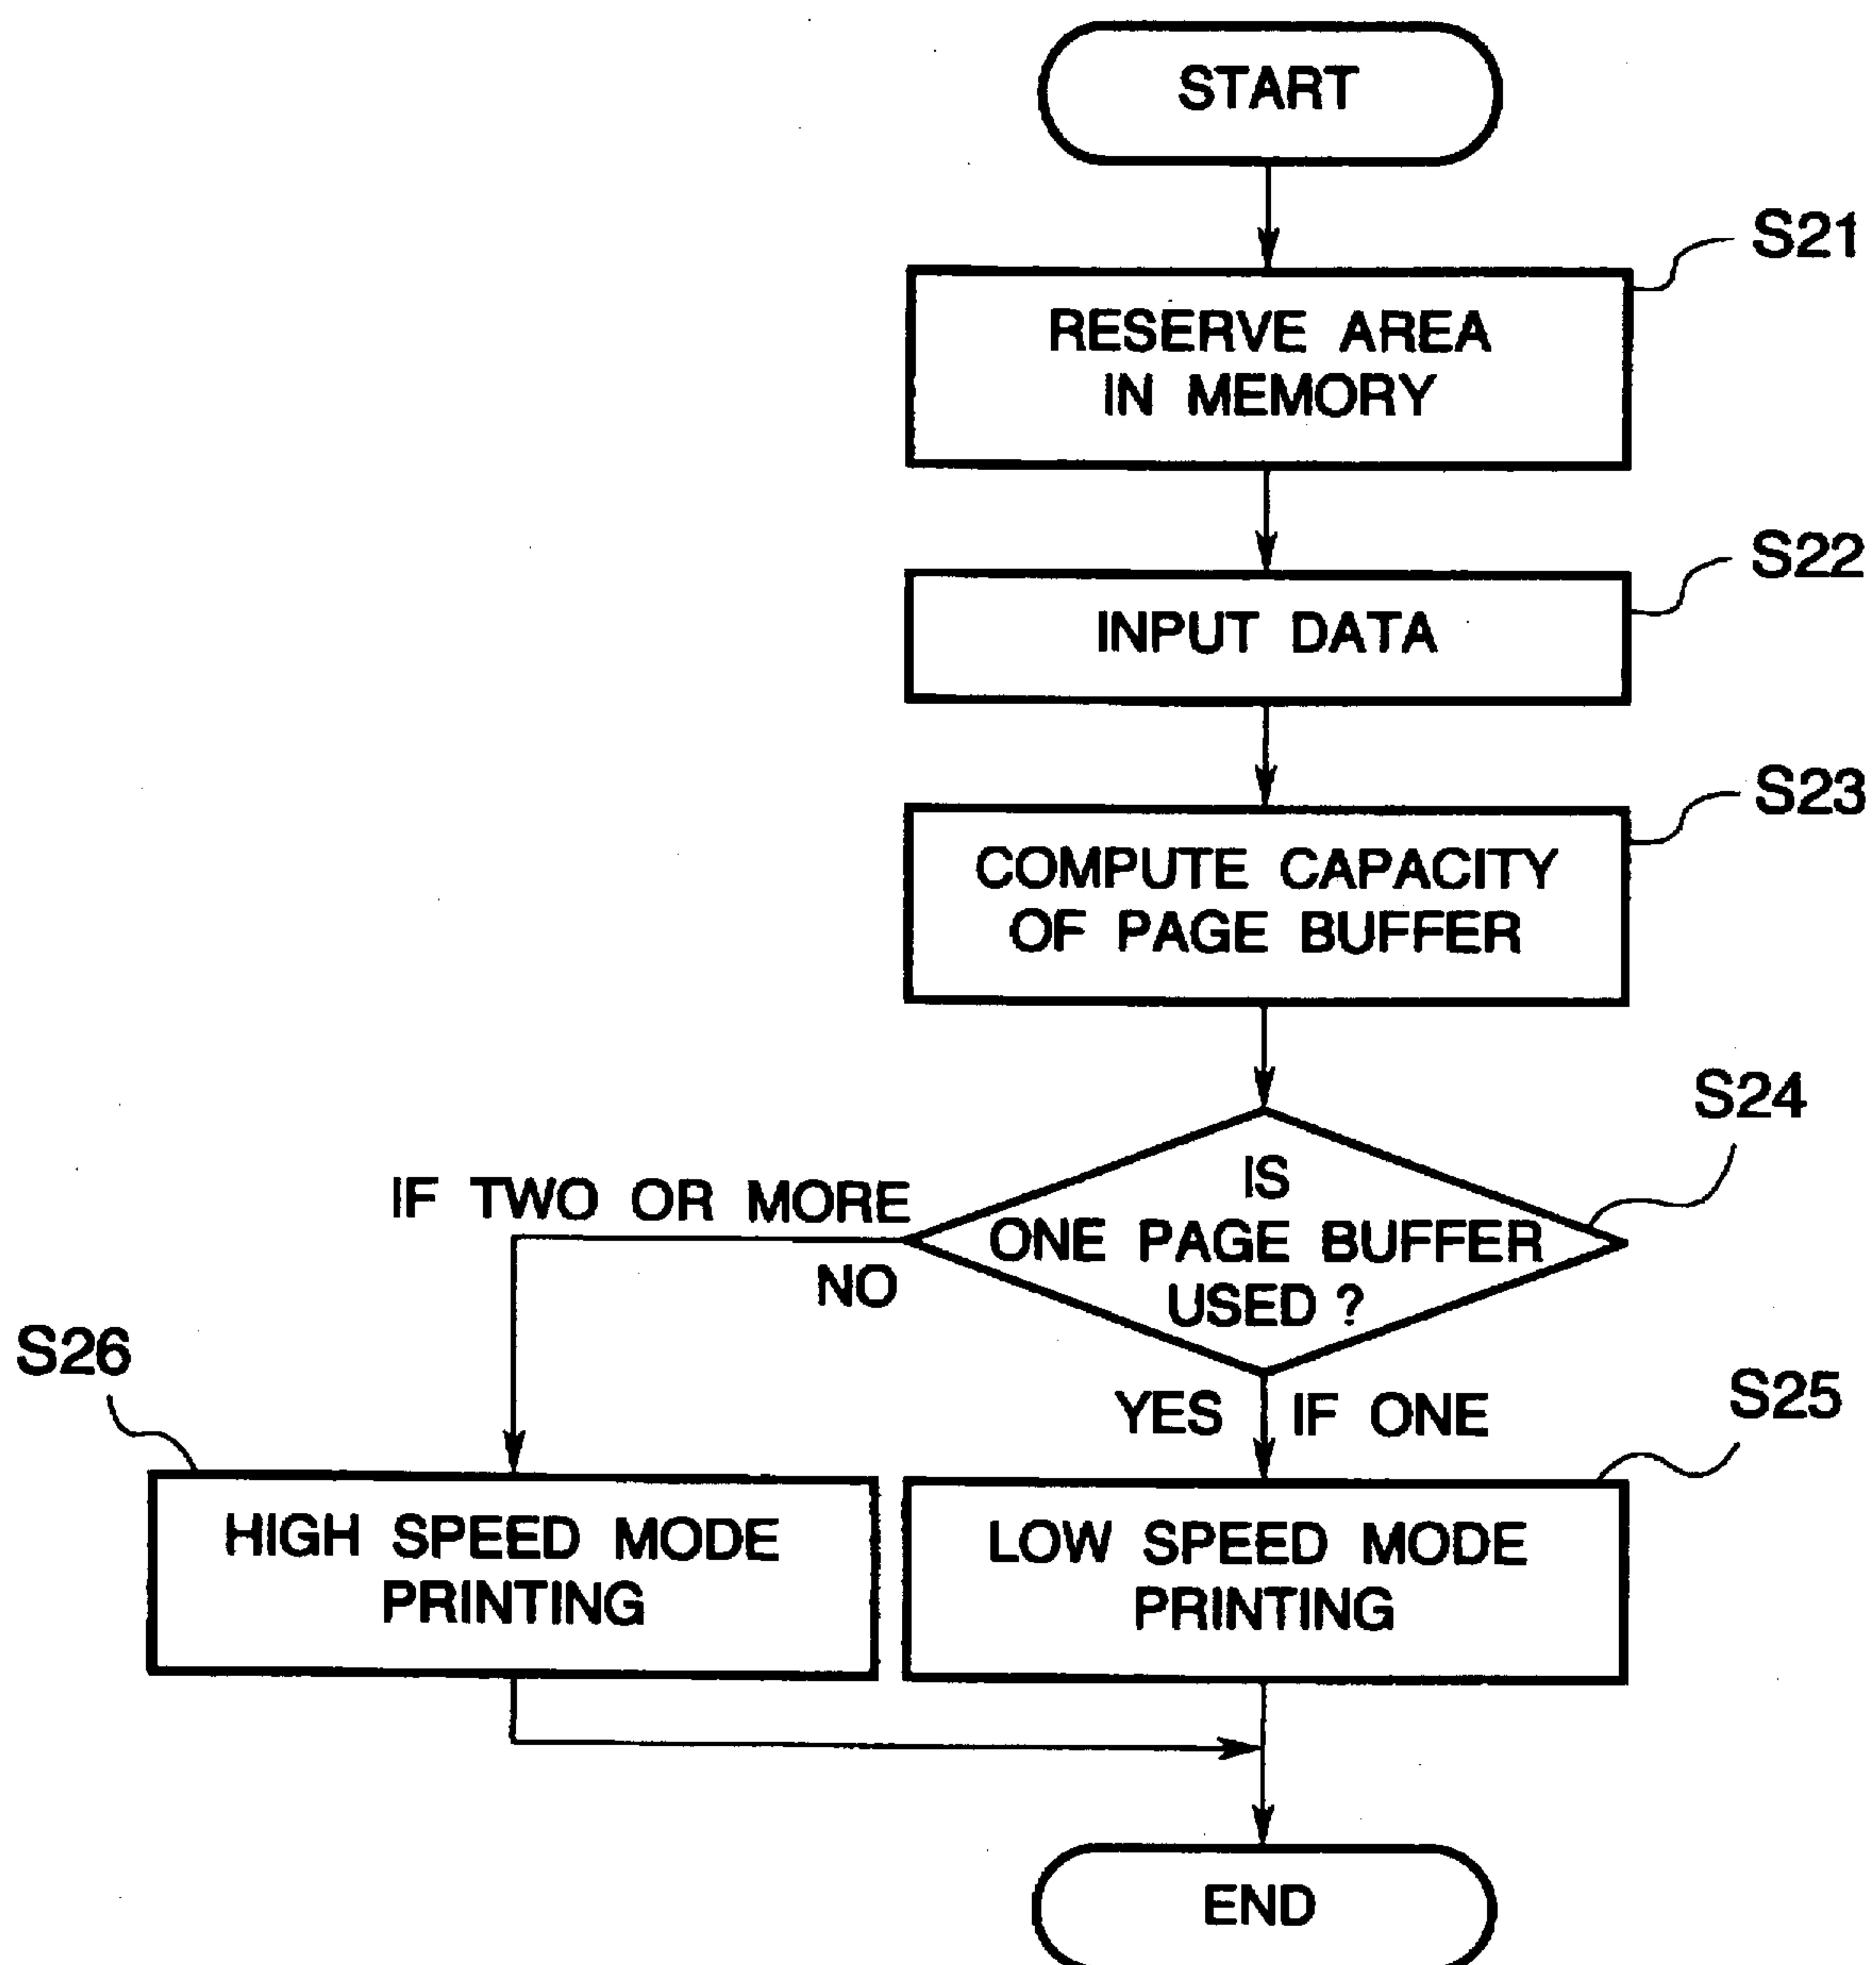 START
S21
RESERVE AREA
IN MEMORY
S22
INPUT DATA
S23
COMPUTE CAPACITY
OF PAGE BUFFER
S24
IS
ONE PAGE BUFFER
USED ?
IF TWO OR MORE
NO
YES IF ONE
S26
HIGH SPEED MODE
PRINTING
S25
LOW SPEED MODE
PRINTING
END